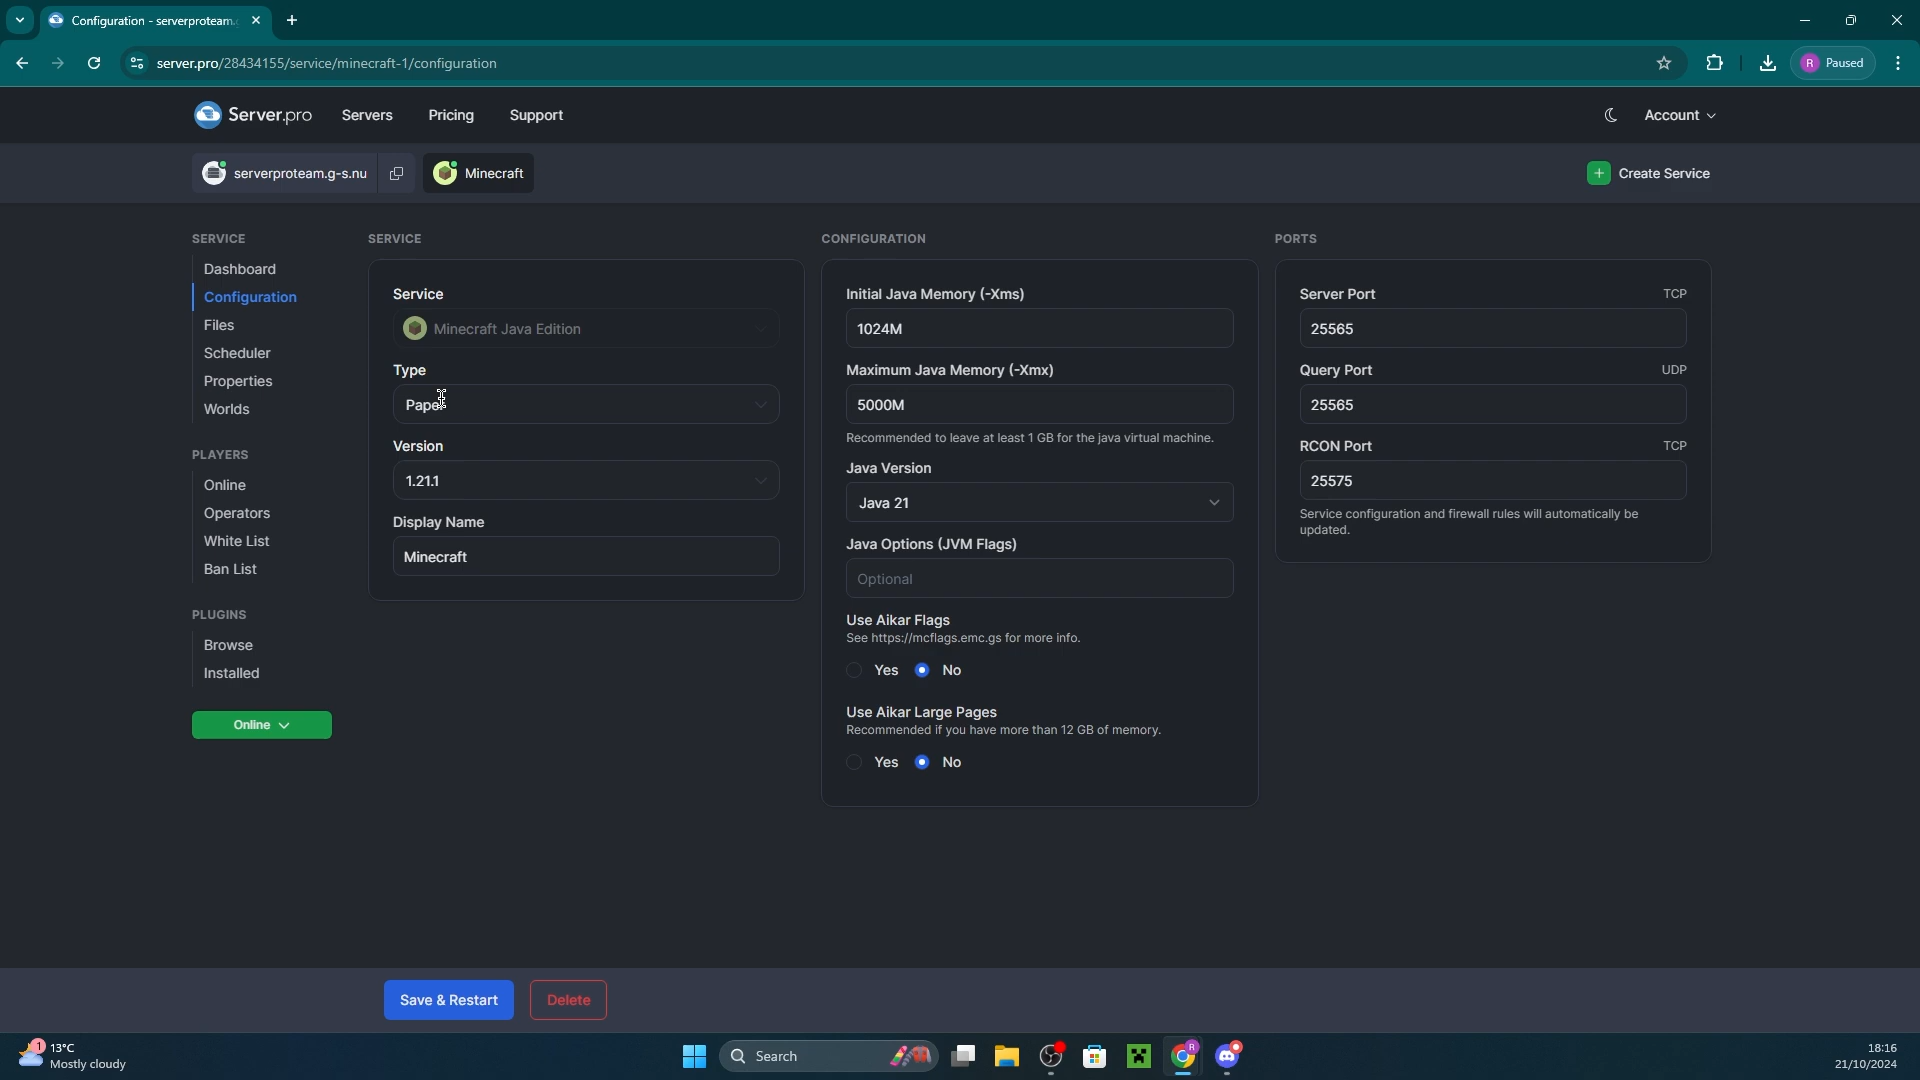 Configuration - serverproteam.
server.pro/28434155/service/minecraft-1/configuration
R Paused
Server.pro
Servers
Pricing
Support
Account
serverproteam.g-s.nu
Minecraft
Create Service
SERVICE
Dashboard
Configuration
Files
Scheduler
Properties
Worlds
PLAYERS
Online
Operators
White List
Ban List
PLUGINS
Browse
Installed
Online
SERVICE
Service
Minecraft Java Edition
Type
Paper
Version
1.21.1
Display Name
Minecraft
CONFIGURATION
Initial Java Memory (-Xms)
1024M
Maximum Java Memory (-Xmx)
5000M
Recommended to leave at least 1 GB for the java virtual machine.
Java Version
Java 21
Java Options (JVM Flags)
Optional
Use Aikar Flags
See https://mcflags.emc.gs for more info.
Yes No
Use Aikar Large Pages
Recommended if you have more than 12 GB of memory.
Yes No
PORTS
Server Port TCP
25565
Query Port UDP
25565
RCON Port TCP
25575
Service configuration and firewall rules will automatically be
updated.
Save & Restart
Delete
1
13°C
Mostly cloudy
Search
R
18:16
21/10/2024